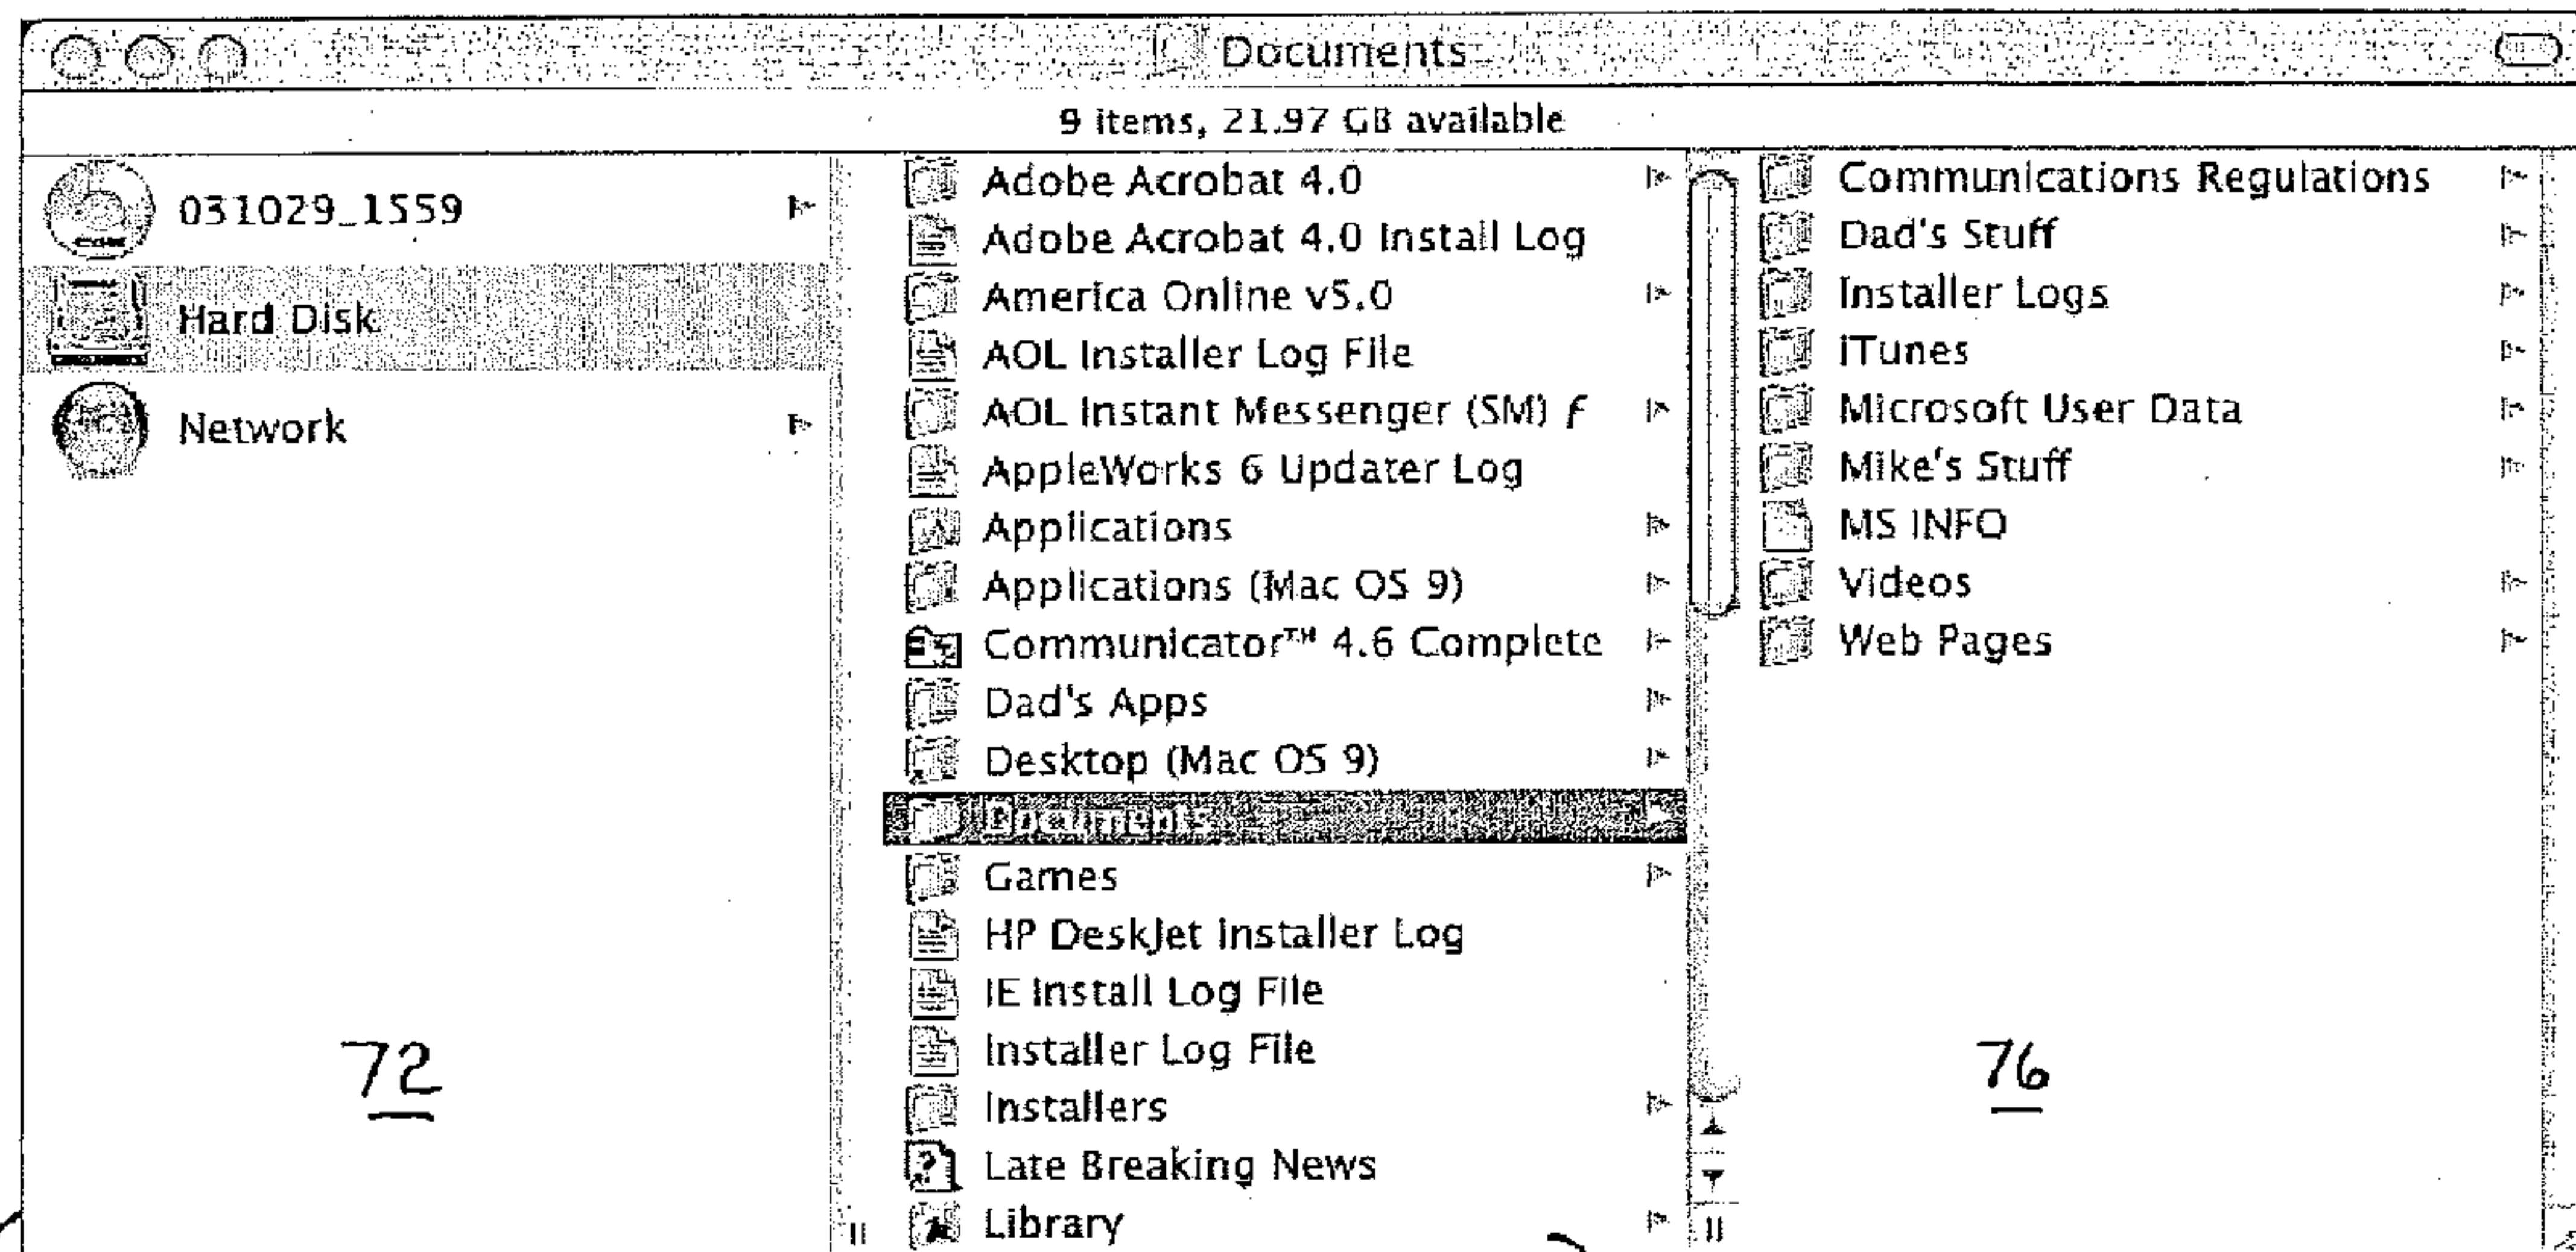 Documents
9 items, 21.97 GB available
031029_1559
Hard Disk
Network
72
Adobe Acrobat 4.0
Adobe Acrobat 4.0 Install Log
America Online v5.0
AOL Installer Log File
AOL Instant Messenger (SM) ƒ
AppleWorks 6 Updater Log
Applications
Applications (Mac OS 9)
Communicator™ 4.6 Complete
Dad's Apps
Desktop (Mac OS 9)
Documents
Games
HP DeskJet Installer Log
IE Install Log File
Installer Log File
Installers
Late Breaking News
Library
Communications Regulations
Dad's Stuff
Installer Logs
iTunes
Microsoft User Data
Mike's Stuff
MS INFO
Videos
Web Pages
76